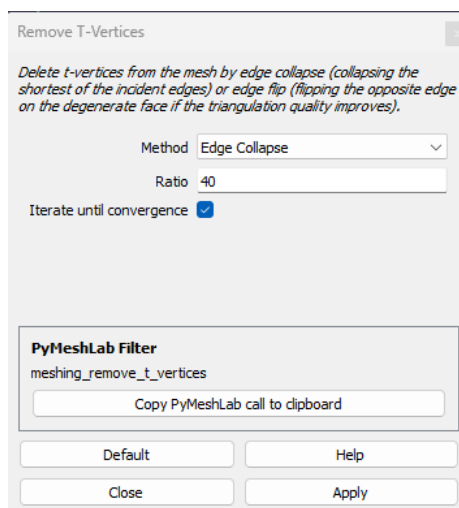 Remove T-Vertices
Delete t-vertices from the mesh by edge collapse (collapsing the
shortest of the incident edges) or edge flip (flipping the opposite edge
on the degenerate face if the triangulation quality improves).
Method Edge Collapse
Ratio 40
Iterate until convergence
PyMeshLab Filter
meshing_remove_t_vertices
Copy PyMeshLab call to clipboard
Default Help
Close Apply